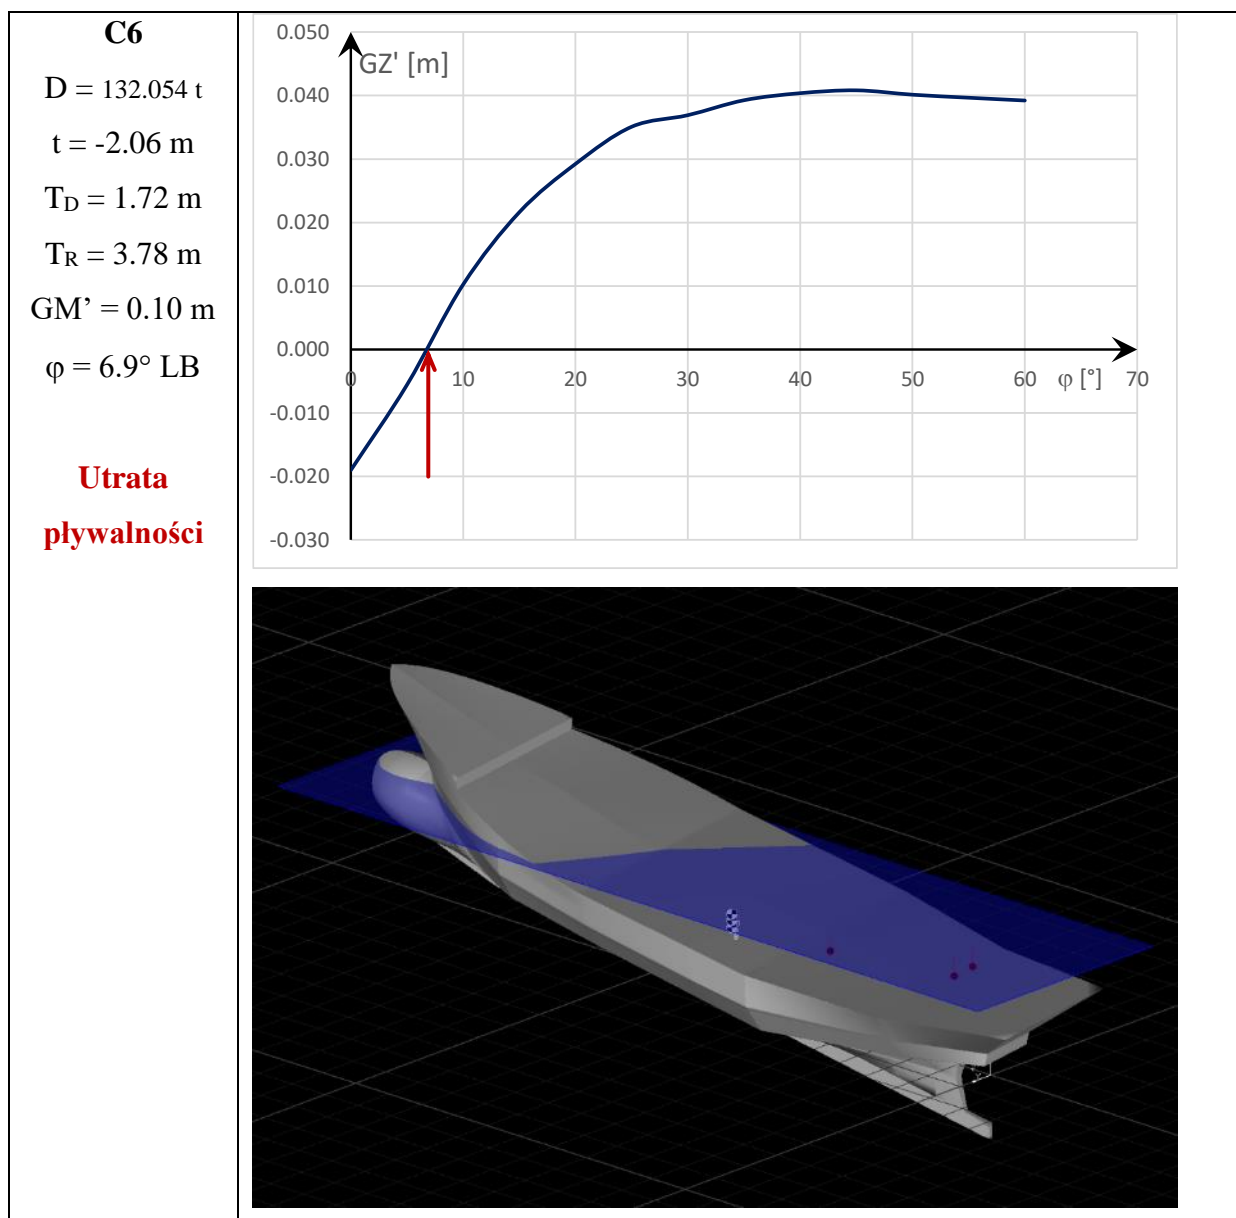 C6
D = 132.054 t
t = -2.06 m
T_D = 1.72 m
T_R = 3.78 m
GM’ = 0.10 m
φ = 6.9° LB
Utrata
pływalności
GZ' [m]
0.050
0.040
0.030
0.020
0.010
0.000
-0.010
-0.020
-0.030
0 10 20 30 40 50 60 φ [°] 70